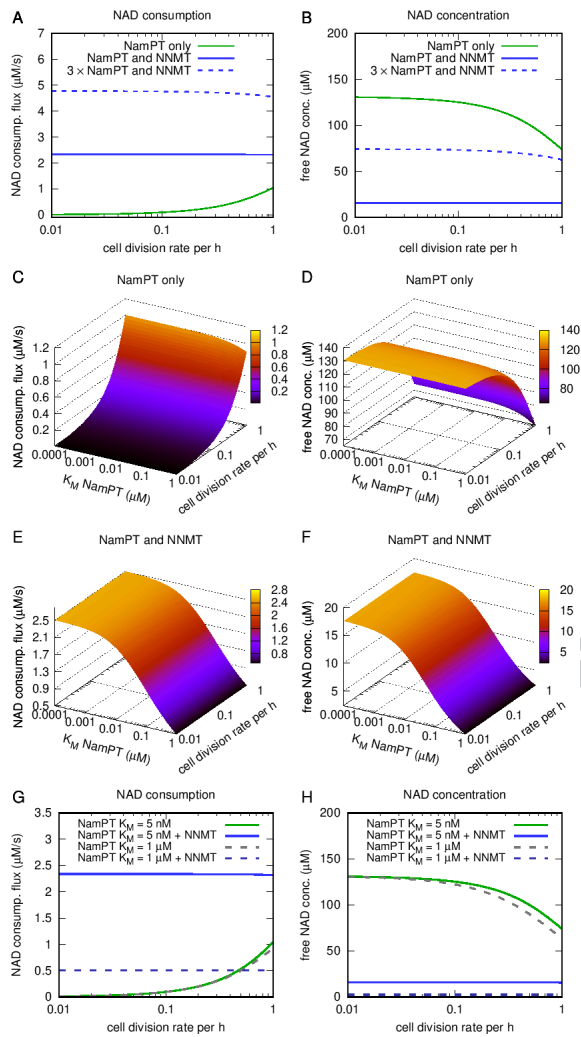 A
NAD consumption
NAD consump. flux (μM/s)
7
6
5
4
3
2
1
0
NamPT only
NamPT and NNMT
3 × NamPT and NNMT
0.01
0.1
1
cell division rate per h
B
NAD concentration
free NAD conc. (μM)
200
150
100
50
0
NamPT only
NamPT and NNMT
3 × NamPT and NNMT
0.01
0.1
1
cell division rate per h
C
NamPT only
NAD consump. flux (μM/s)
1.2
1
0.8
0.6
0.4
0.2
0.0001
0.001
0.01
0.1
1
K_M NamPT (μM)
0.01
0.1
1
cell division rate per h
1.2
1
0.8
0.6
0.4
0.2
D
NamPT only
free NAD conc. (μM)
140
130
120
110
100
90
80
70
0.0001
0.001
0.01
0.1
1
K_M NamPT (μM)
0.01
0.1
1
cell division rate per h
140
120
100
80
E
NamPT and NNMT
NAD consump. flux (μM/s)
2.5
2
1.5
1
0.5
0.0001
0.001
0.01
0.1
1
K_M NamPT (μM)
0.01
0.1
1
cell division rate per h
2.8
2.4
2
1.6
1.2
0.8
F
NamPT and NNMT
free NAD conc. (μM)
20
15
10
5
0.0001
0.001
0.01
0.1
1
K_M NamPT (μM)
0.01
0.1
1
cell division rate per h
20
15
10
5
G
NAD consumption
NAD consump. flux (μM/s)
3.5
3
2.5
2
1.5
1
0.5
0
NamPT K_M = 5 nM
NamPT K_M = 5 nM + NNMT
NamPT K_M = 1 μM
NamPT K_M = 1 μM + NNMT
0.01
0.1
1
cell division rate per h
H
NAD concentration
free NAD conc. (μM)
200
150
100
50
0
NamPT K_M = 5 nM
NamPT K_M = 5 nM + NNMT
NamPT K_M = 1 μM
NamPT K_M = 1 μM + NNMT
0.01
0.1
1
cell division rate per h